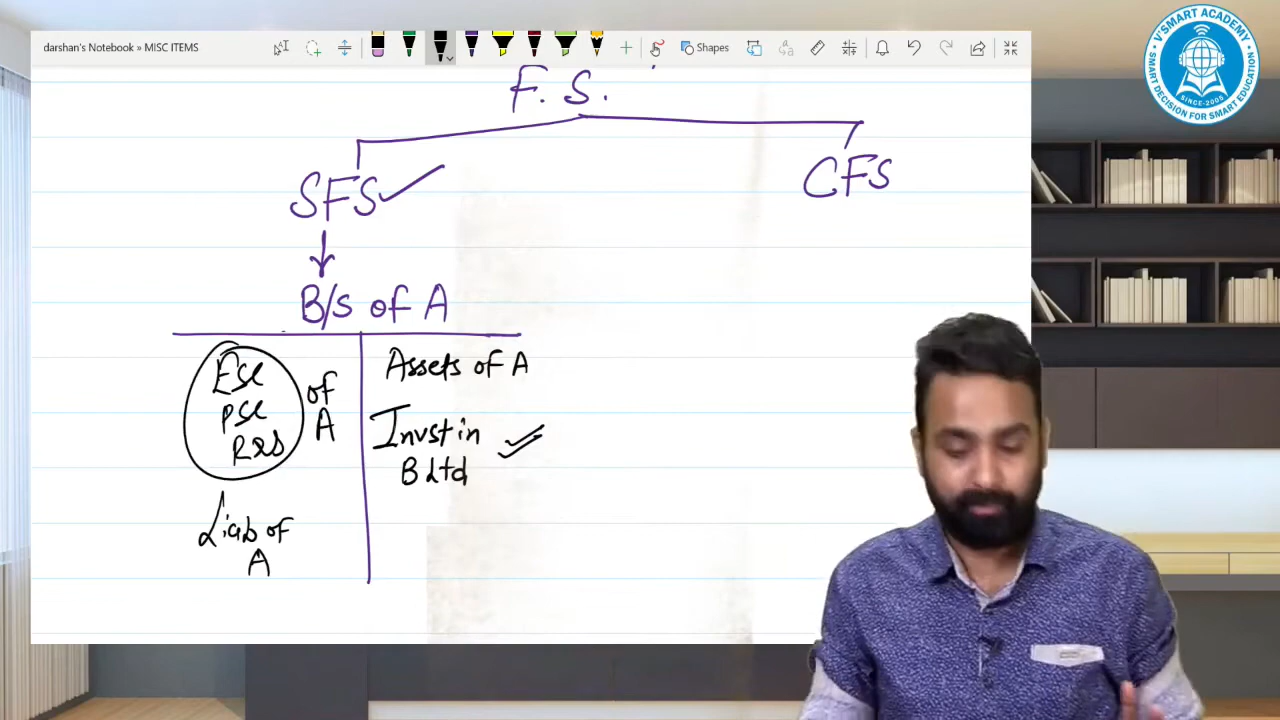 darshan's Notebook » MISC ITEMS
Shapes
V'SMART ACADEMY
SINCE-2005
SMART DECISION FOR SMART EDUCATION
F. S.
SFS
CFS
B/s of A
ESC
PSC
R&S
of
A
Assets of A
Invst in
B Ltd
Liab of
A